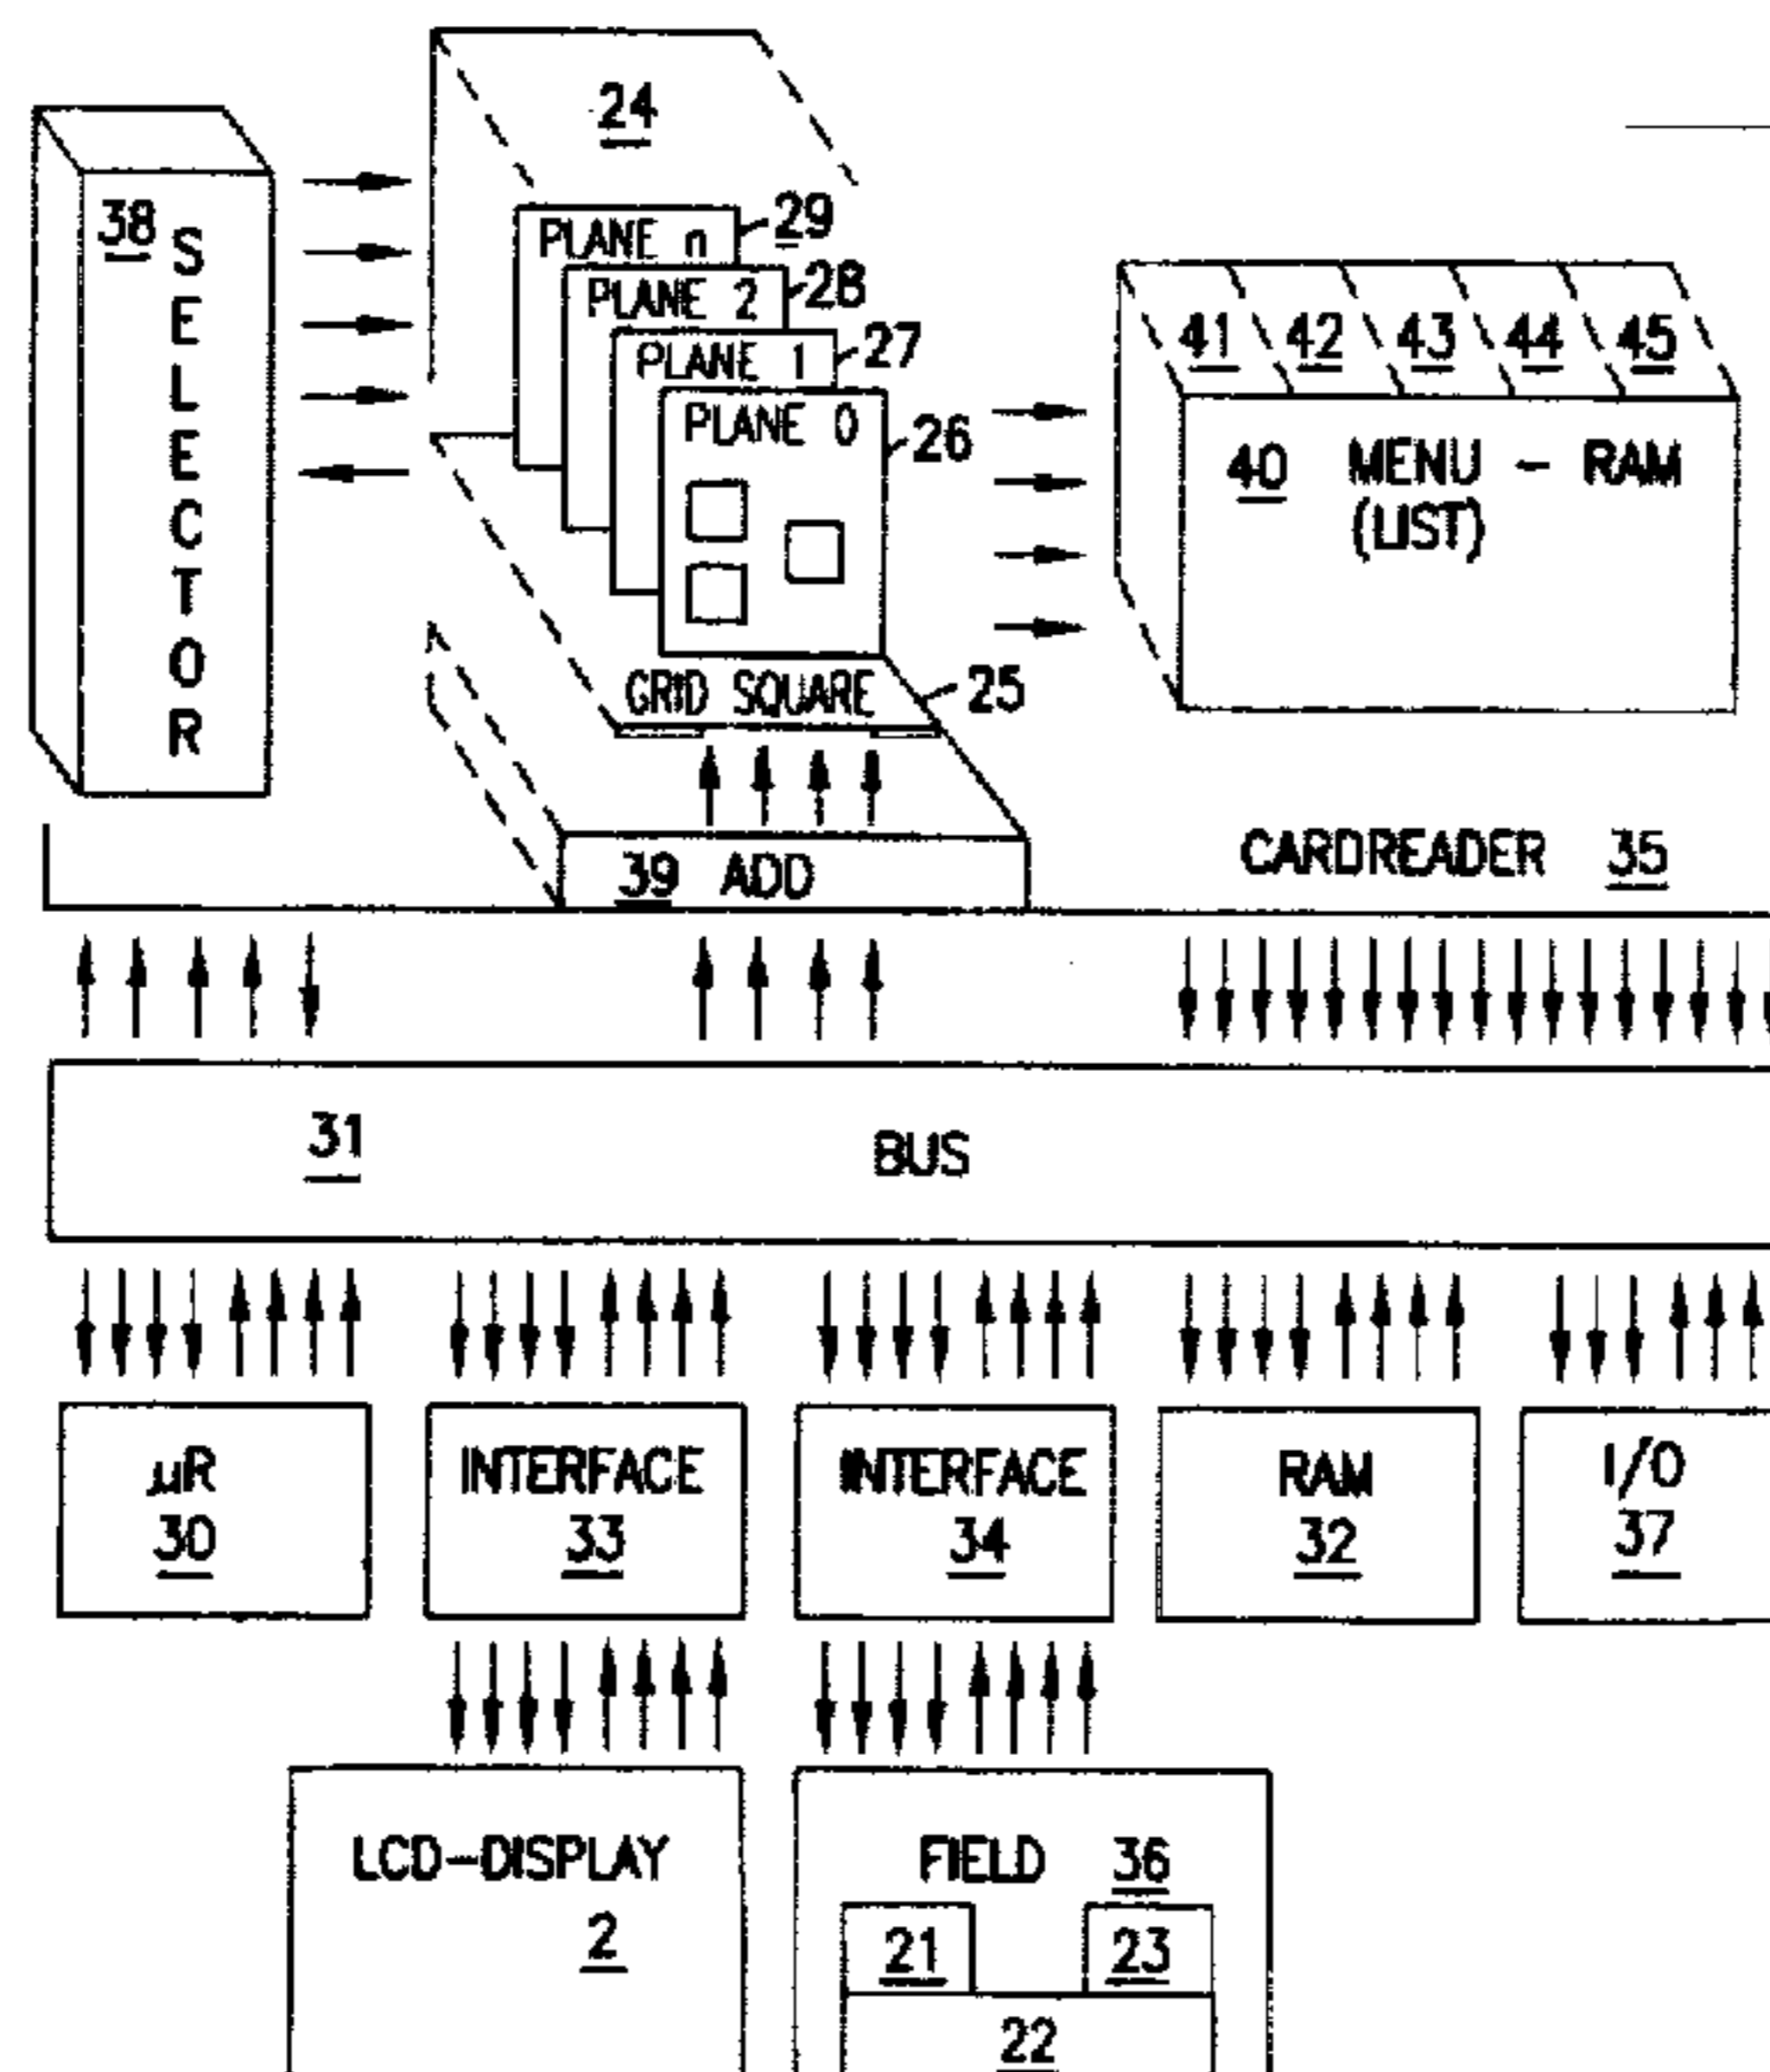 24
38
SELECTOR
PLANE n
29
PLANE 2
28
PLANE 1
27
PLANE 0
26
GRID SQUARE
25
41 42 43 44 45
40 MENU - RAM
(LIST)
39 ADD
CARDREADER 35
31 BUS
µR
30
INTERFACE
33
INTERFACE
34
RAM
32
I/O
37
LCD-DISPLAY
2
FIELD 36
21
23
22